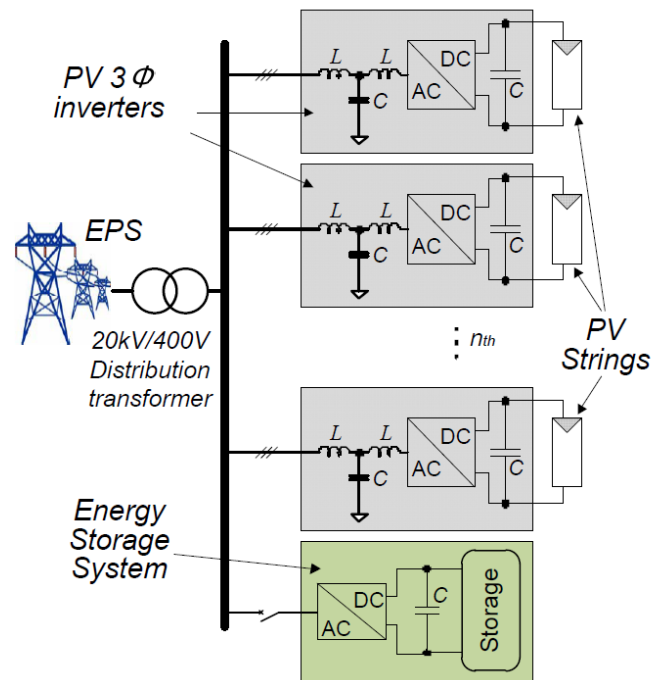 PV 3Φ
inverters
L
L
C
DC
AC
C
L
L
C
DC
AC
C
EPS
20kV/400V
Distribution
transformer
nth
PV
Strings
L
L
C
DC
AC
C
Energy
Storage
System
DC
AC
C
Storage